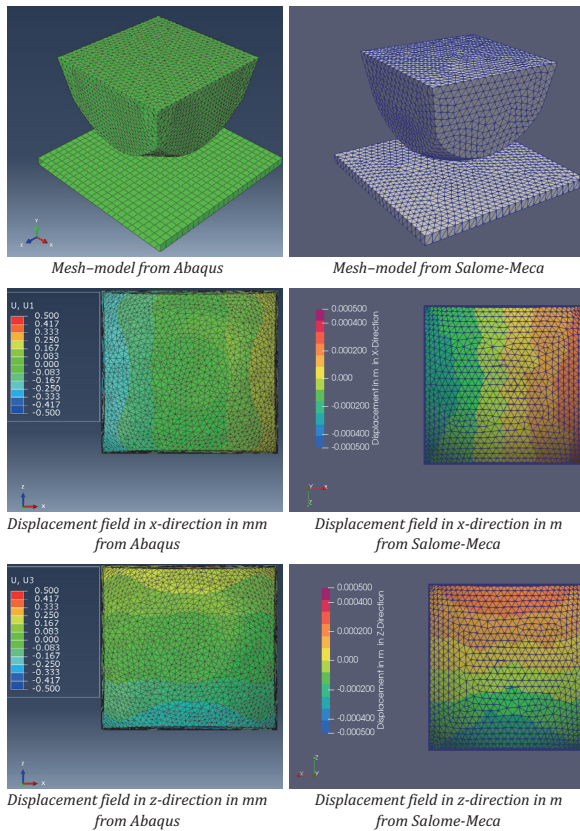 Y
Z
X
Mesh–model from Abaqus
Mesh–model from Salome-Meca
U, U1
0.500
0.417
0.333
0.250
0.167
0.083
0.000
-0.083
-0.167
-0.250
-0.333
-0.417
-0.500
Z
X
0.000500
0.000400
0.000200
0.000
-0.000200
-0.000400
-0.000500
Displacement in m in X-Direction
Y
X
Z
Displacement field in x-direction in mm
from Abaqus
Displacement field in x-direction in m
from Salome-Meca
U, U3
0.500
0.417
0.333
0.250
0.167
0.083
0.000
-0.083
-0.167
-0.250
-0.333
-0.417
-0.500
Z
X
0.000500
0.000400
0.000200
0.000
-0.000200
-0.000400
-0.000500
Displacement in m in Z-Direction
Z
X
Y
Displacement field in z-direction in mm
from Abaqus
Displacement field in z-direction in m
from Salome-Meca